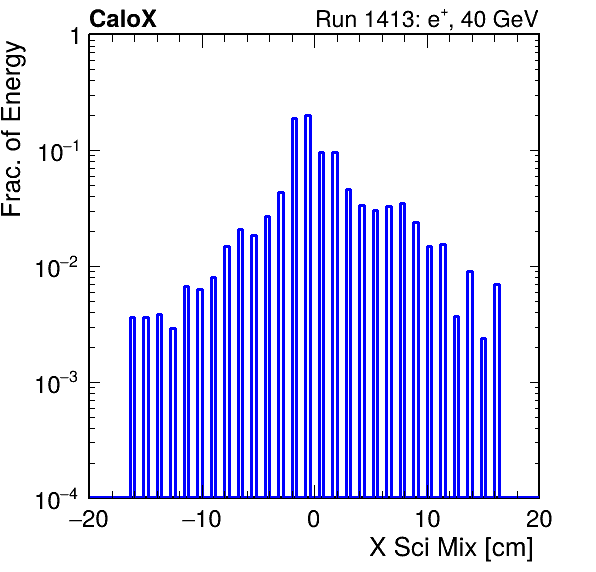 CaloX Run 1413: e⁺, 40 GeV
Frac. of Energy
1
10⁻¹
10⁻²
10⁻³
10⁻⁴
−20 −10 0 10 20
X Sci Mix [cm]